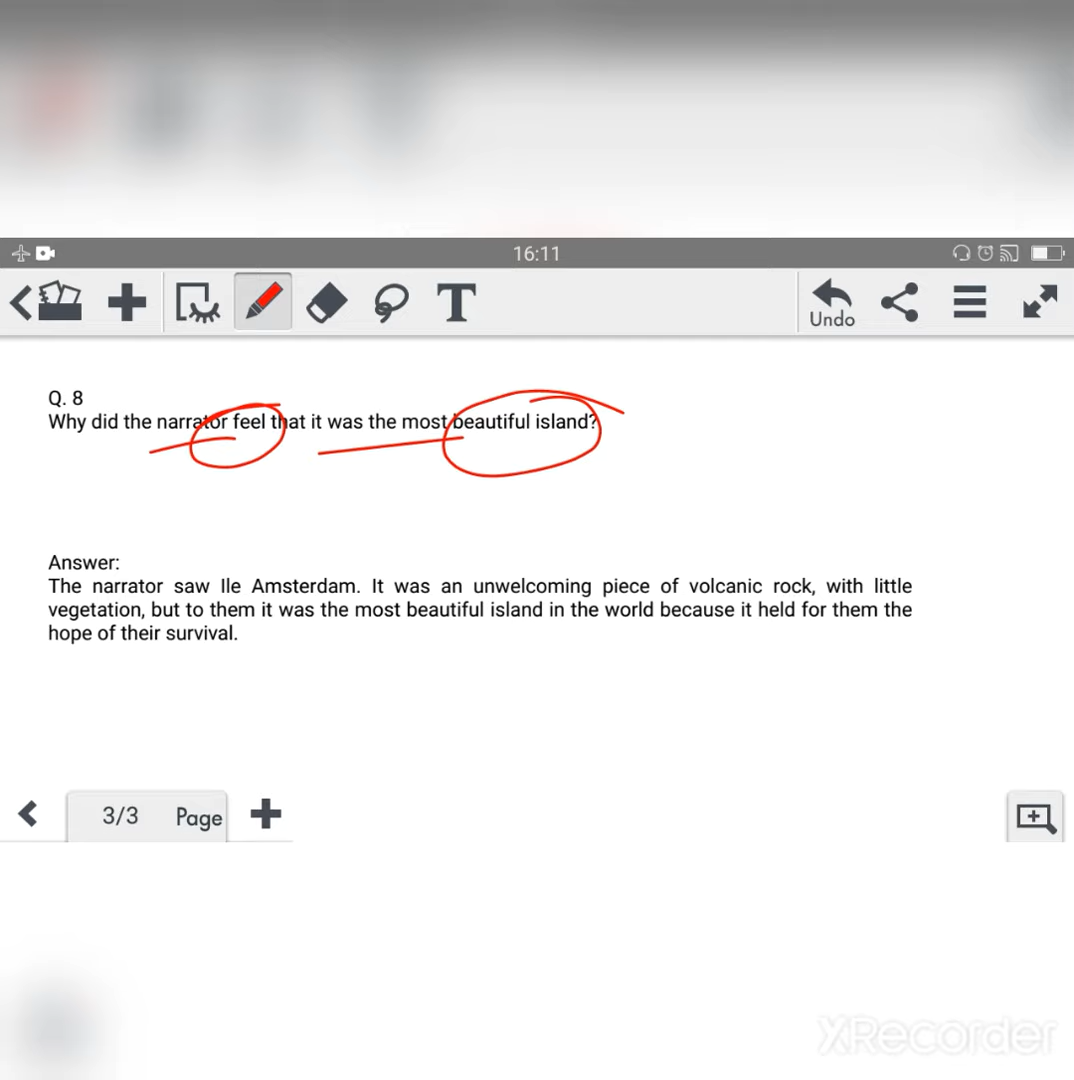 16:11
T
Undo
Q. 8
Why did the narrator feel that it was the most beautiful island?
Answer:
The narrator saw Ile Amsterdam. It was an unwelcoming piece of volcanic rock, with little
vegetation, but to them it was the most beautiful island in the world because it held for them the
hope of their survival.
3/3 Page
XRecorder